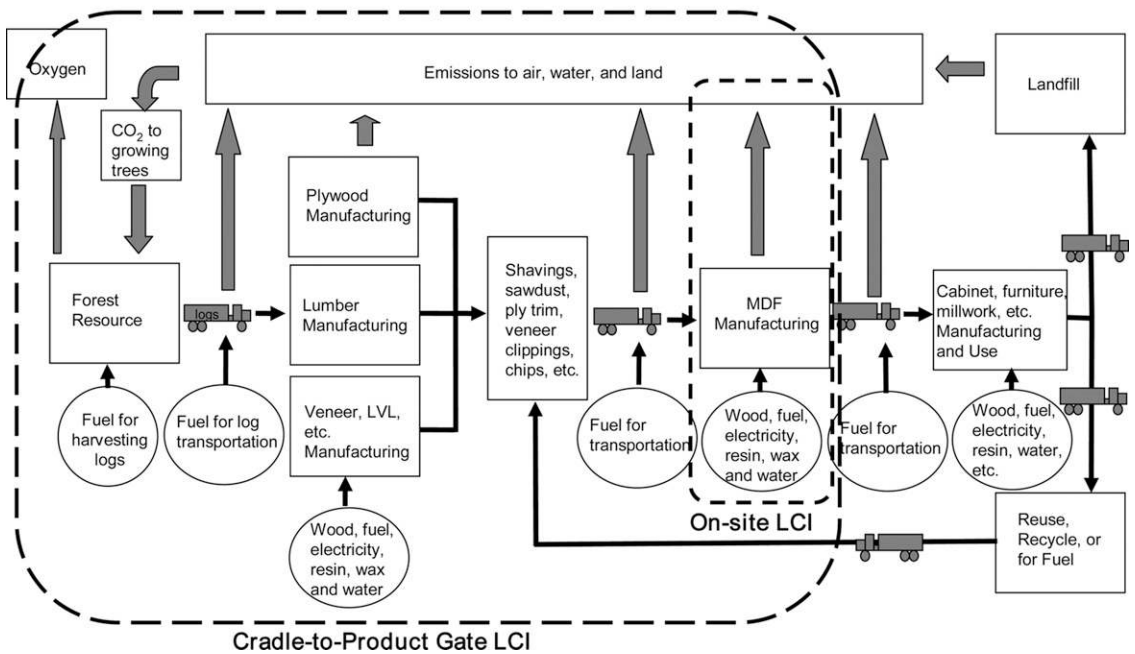 Oxygen
Emissions to air, water, and land
Landfill
CO₂ to
growing
trees
Plywood
Manufacturing
Forest
Resource
logs
Lumber
Manufacturing
Shavings,
sawdust,
ply trim,
veneer
clippings,
chips, etc.
MDF
Manufacturing
Cabinet, furniture,
millwork, etc.
Manufacturing
and Use
Fuel for
harvesting
logs
Fuel for log
transportation
Veneer, LVL,
etc.
Manufacturing
Fuel for
transportation
Wood, fuel,
electricity,
resin, wax
and water
Fuel for
transportation
Wood, fuel,
electricity,
resin, water,
etc.
Wood, fuel,
electricity,
resin, wax
and water
On-site LCI
Reuse,
Recycle, or
for Fuel
Cradle-to-Product Gate LCI